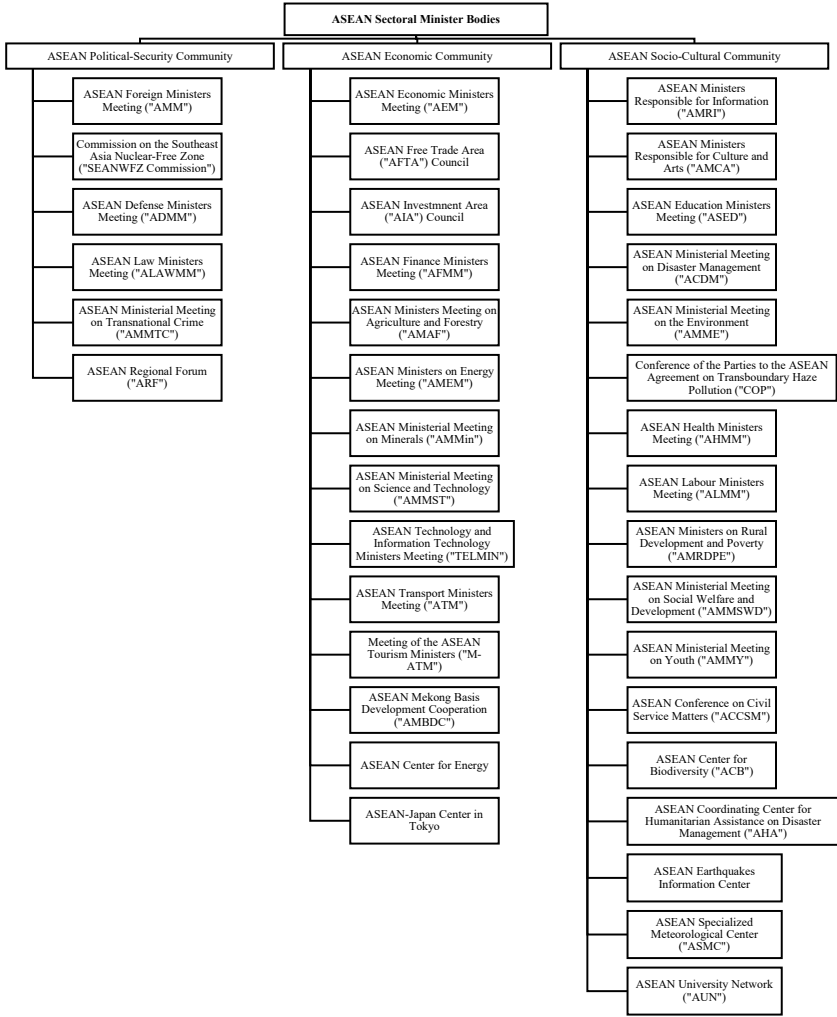 ASEAN Sectoral Minister Bodies
ASEAN Political-Security Community
ASEAN Foreign Ministers
Meeting ("AMM")
Commission on the Southeast
Asia Nuclear-Free Zone
("SEANWFZ Commission")
ASEAN Defense Ministers
Meeting ("ADMM")
ASEAN Law Ministers
Meeting ("ALAWMM")
ASEAN Ministerial Meeting
on Transnational Crime
("AMMTC")
ASEAN Regional Forum
("ARF")
ASEAN Economic Community
ASEAN Economic Ministers
Meeting ("AEM")
ASEAN Free Trade Area
("AFTA") Council
ASEAN Investmnent Area
("AIA") Council
ASEAN Finance Ministers
Meeting ("AFMM")
ASEAN Ministers Meeting on
Agriculture and Forestry
("AMAF")
ASEAN Ministers on Energy
Meeting ("AMEM")
ASEAN Ministerial Meeting
on Minerals ("AMMin")
ASEAN Ministerial Meeting
on Science and Technology
("AMMST")
ASEAN Technology and
Information Technology
Ministers Meeting ("TELMIN")
ASEAN Transport Ministers
Meeting ("ATM")
Meeting of the ASEAN
Tourism Ministers ("M-
ATM")
ASEAN Mekong Basis
Development Cooperation
("AMBDC")
ASEAN Center for Energy
ASEAN-Japan Center in
Tokyo
ASEAN Socio-Cultural Community
ASEAN Ministers
Responsible for Information
("AMRI")
ASEAN Ministers
Responsible for Culture and
Arts ("AMCA")
ASEAN Education Ministers
Meeting ("ASED")
ASEAN Ministerial Meeting
on Disaster Management
("ACDM")
ASEAN Ministerial Meeting
on the Environment
("AMME")
Conference of the Parties to the ASEAN
Agreement on Transboundary Haze
Pollution ("COP")
ASEAN Health Ministers
Meeting ("AHMM")
ASEAN Labour Ministers
Meeting ("ALMM")
ASEAN Ministers on Rural
Development and Poverty
("AMRDPE")
ASEAN Ministerial Meeting
on Social Welfare and
Development ("AMMSWD")
ASEAN Ministerial Meeting
on Youth ("AMMY")
ASEAN Conference on Civil
Service Matters ("ACCSM")
ASEAN Center for
Biodiversity ("ACB")
ASEAN Coordinating Center for
Humanitarian Assistance on Disaster
Management ("AHA")
ASEAN Earthquakes
Information Center
ASEAN Specialized
Meteorological Center
("ASMC")
ASEAN University Network
("AUN")